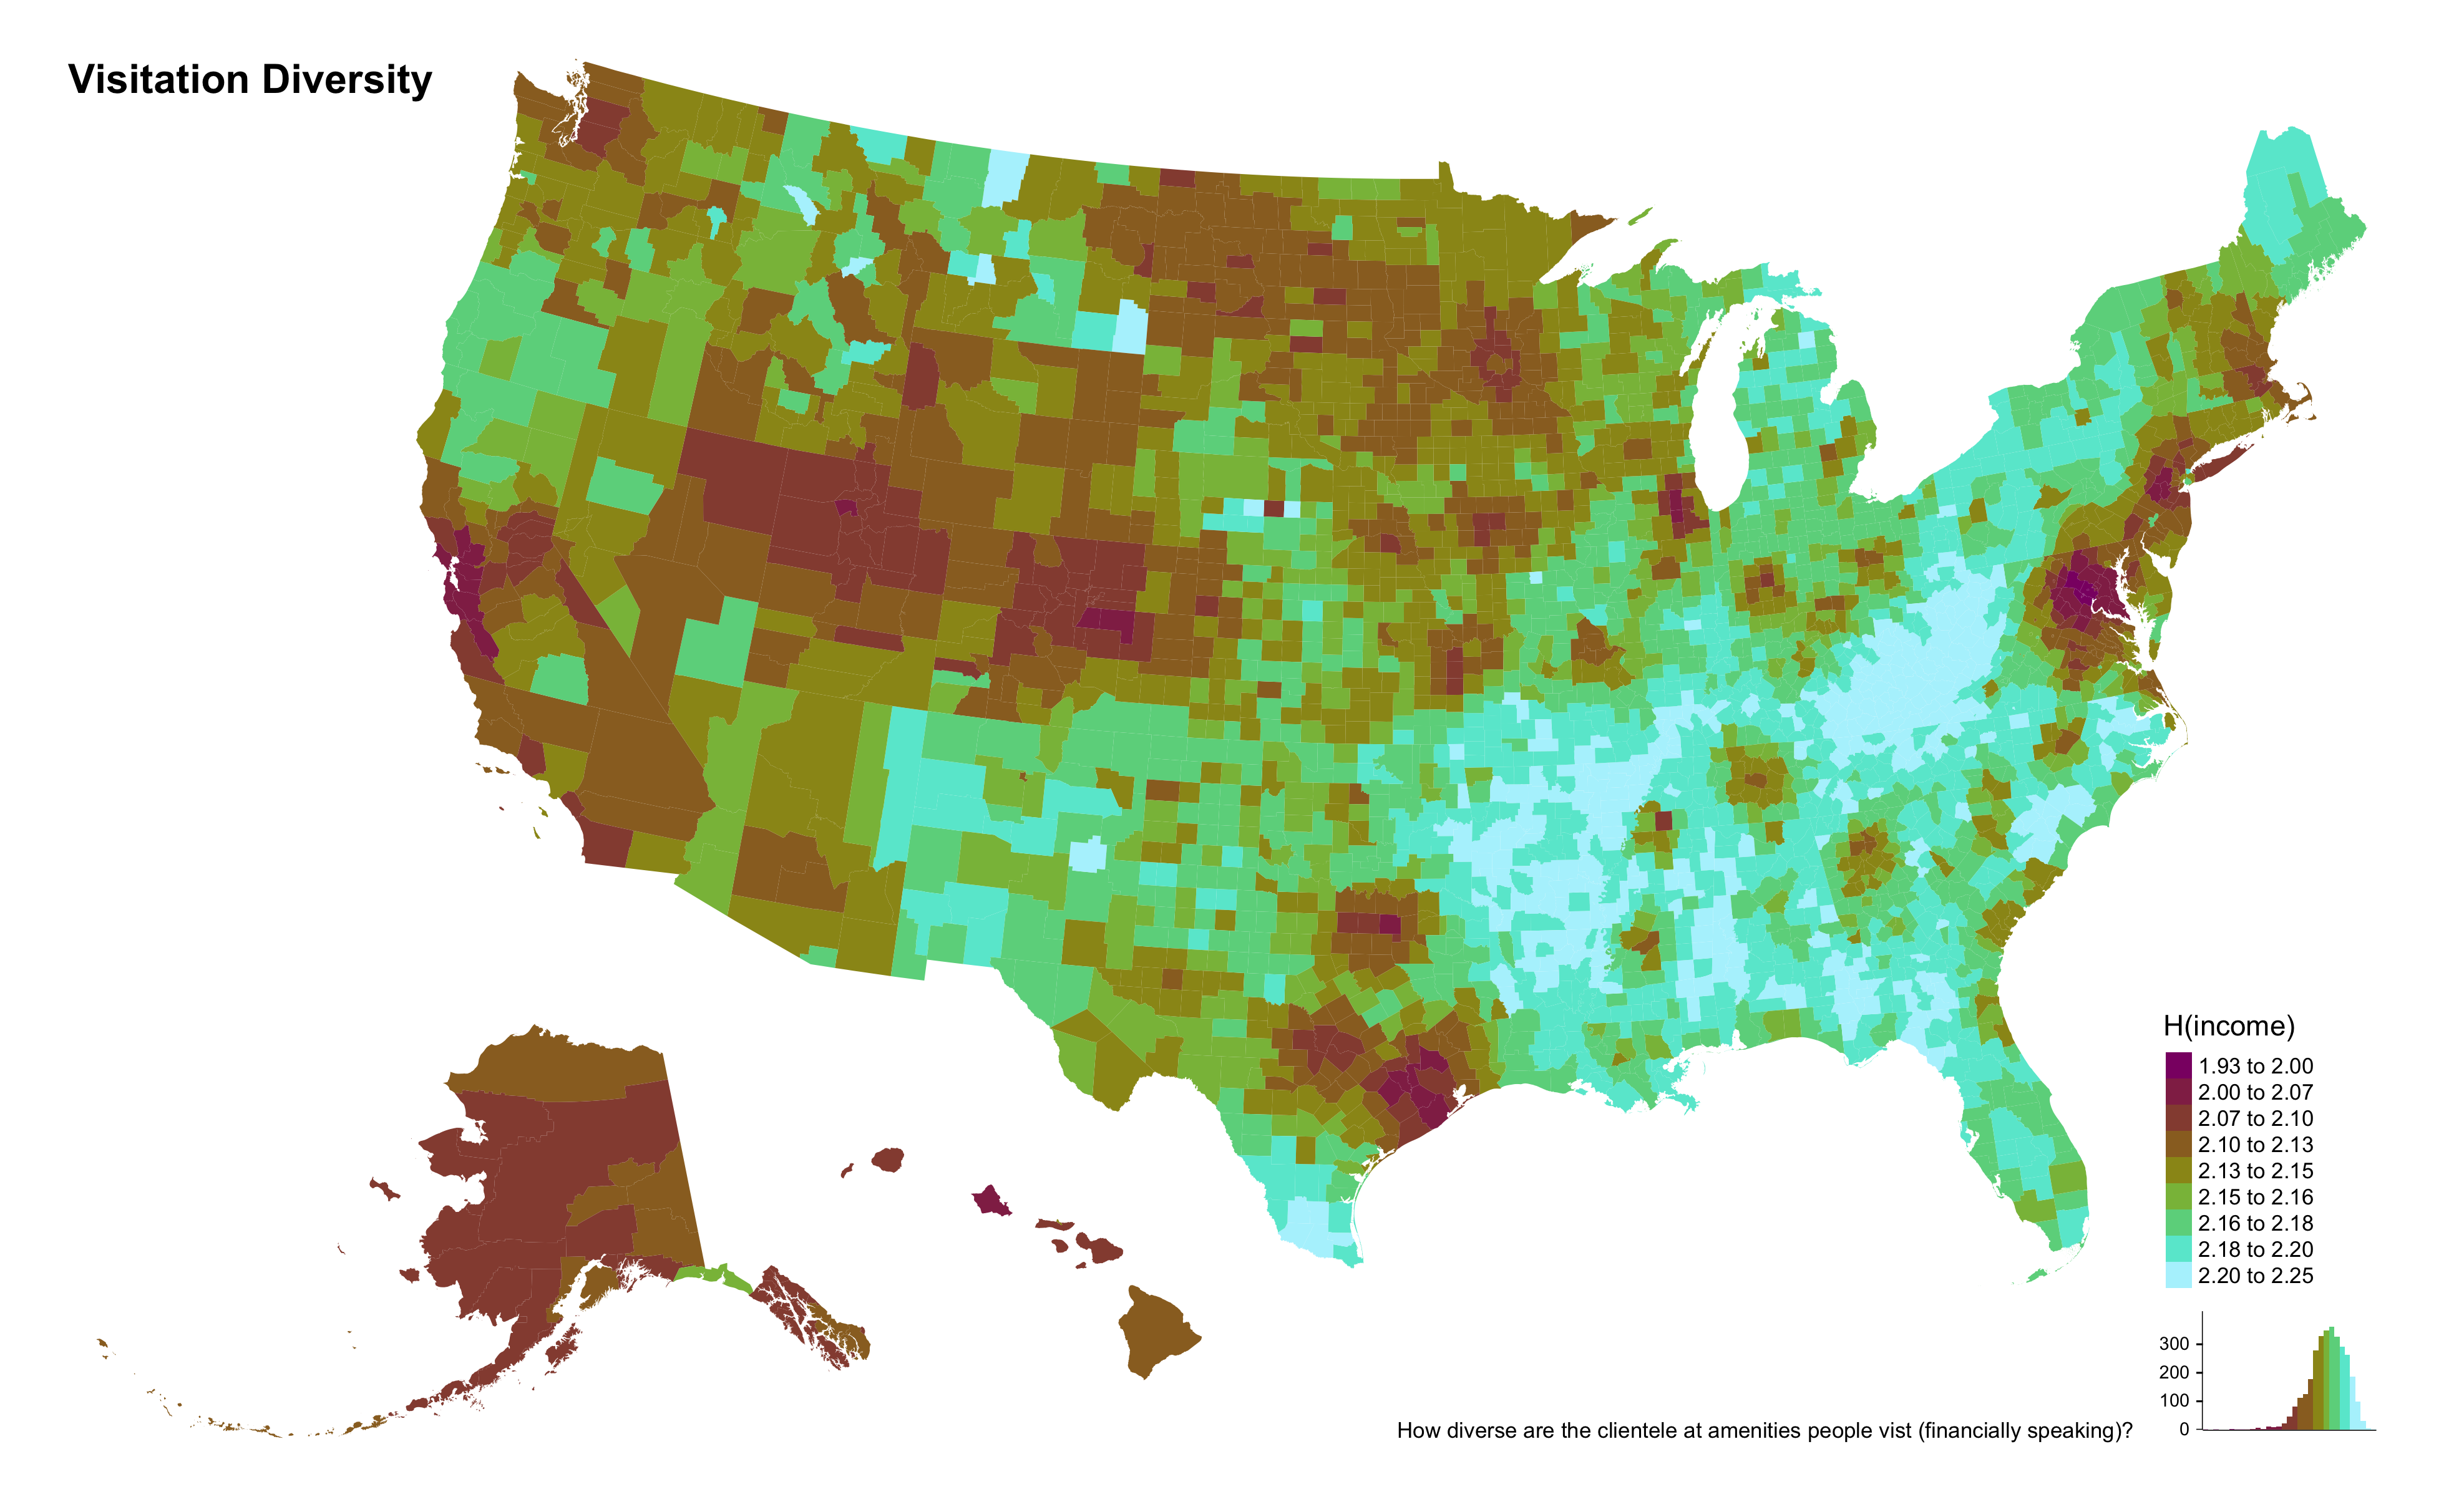 Visitation Diversity
H(income)
1.93 to 2.00
2.00 to 2.07
2.07 to 2.10
2.10 to 2.13
2.13 to 2.15
2.15 to 2.16
2.16 to 2.18
2.18 to 2.20
2.20 to 2.25
300
200
100
0
How diverse are the clientele at amenities people vist (financially speaking)?